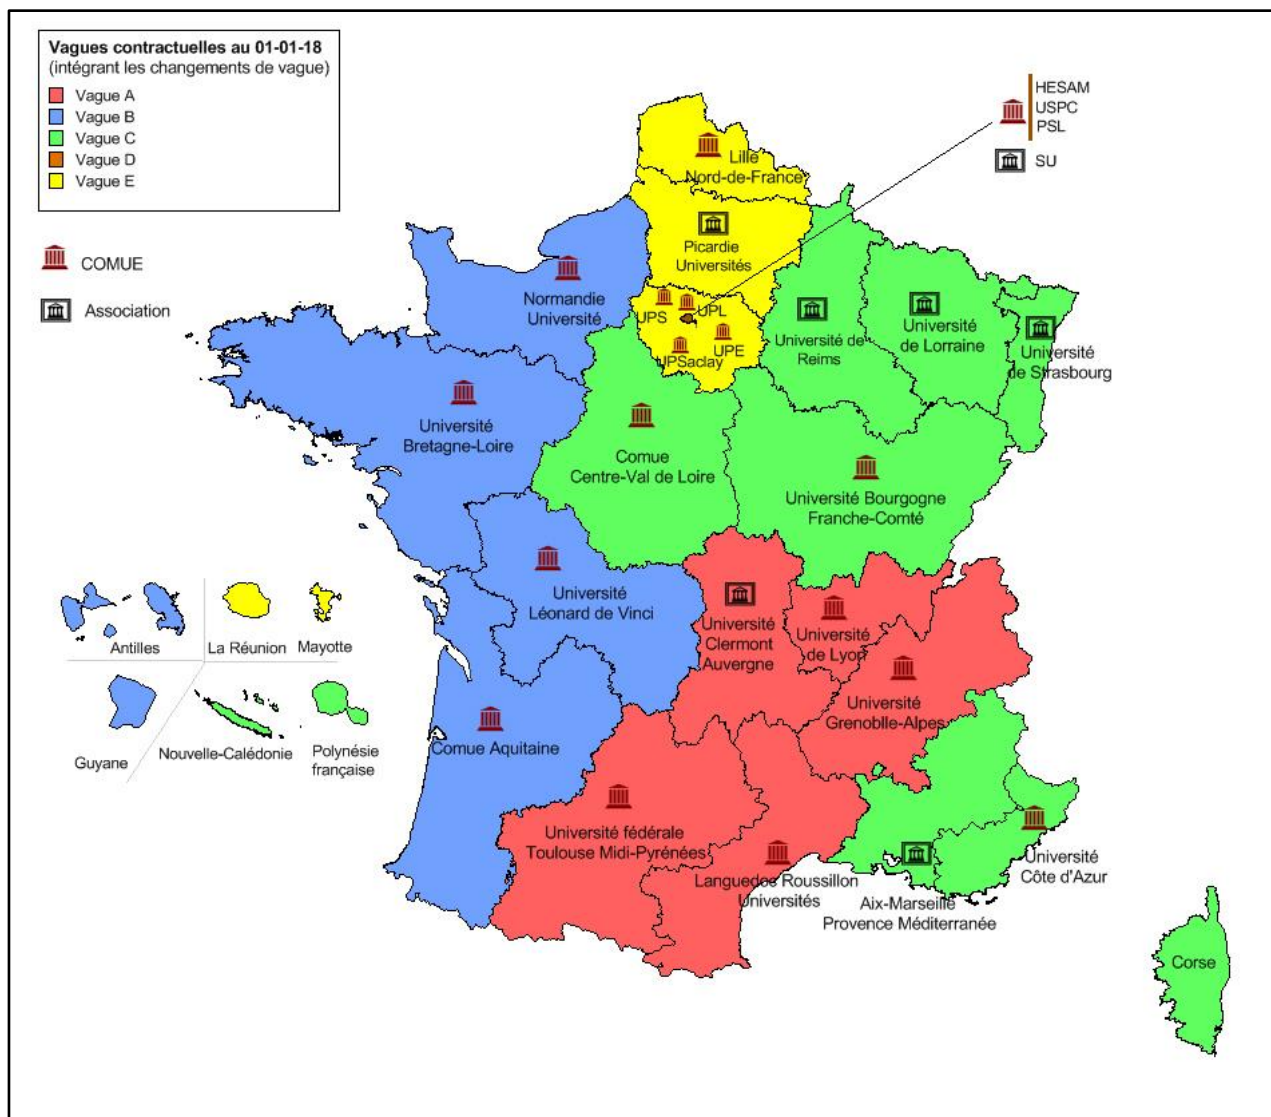 Vagues contractuelles au 01-01-18
(intégrant les changements de vague)
Vague A
Vague B
Vague C
Vague D
Vague E
COMUE
Association
HESAM
USPC
PSL
SU
Lille
Nord-de-France
Picardie
Universités
Normandie
Université
UPS
UPL
UPE
UPSaclay
Université de
Reims
Université
de Lorraine
Université
de Strasbourg
Université
Bretagne-Loire
Comue
Centre-Val de Loire
Université Bourgogne
Franche-Comté
Université
Léonard de Vinci
Université
Clermont
Auvergne
Université
de Lyon
Université
Grenoblle-Alpes
Antilles
La Réunion
Mayotte
Guyane
Nouvelle-Calédonie
Polynésie
française
Comue Aquitaine
Université fédérale
Toulouse Midi-Pyrénées
Languedoc Roussillon
Universités
Aix-Marseille
Provence Méditerranée
Université
Côte d'Azur
Corse